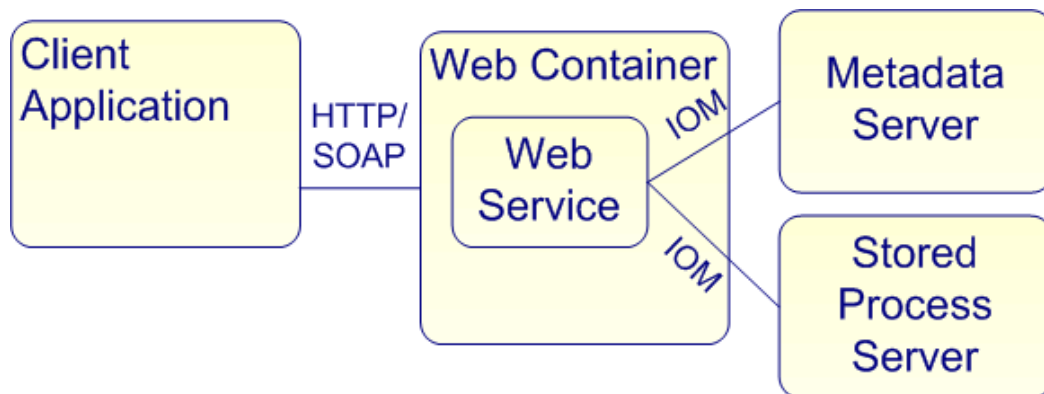 Client
Application
HTTP/
SOAP
Web Container
Web
Service
IOM
IOM
Metadata
Server
Stored
Process
Server